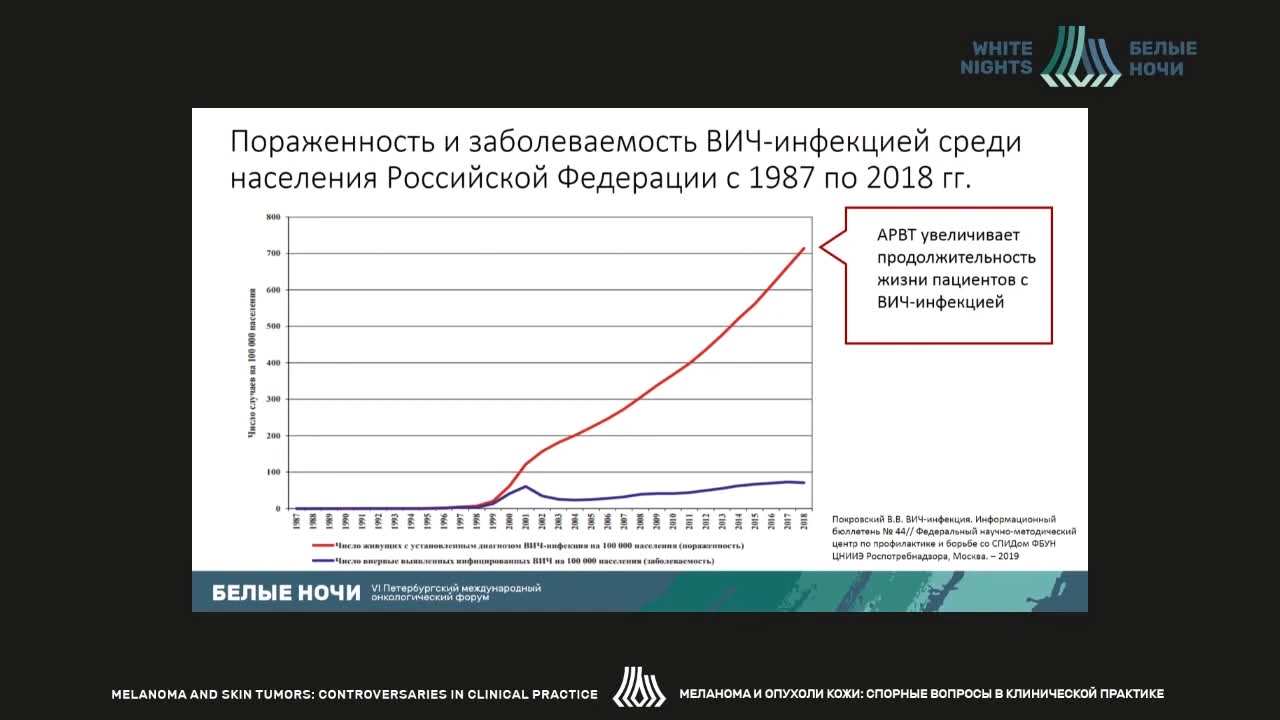 WHITE
NIGHTS
БЕЛЫЕ
НОЧИ
Пораженность и заболеваемость ВИЧ-инфекцией среди
населения Российской Федерации с 1987 по 2018 гг.
Число случаев на 100 000 населения
800
700
600
500
400
300
200
100
0
1987 1988 1989 1990 1991 1992 1993 1994 1995 1996 1997 1998 1999 2000 2001 2002 2003 2004 2005 2006 2007 2008 2009 2010 2011 2012 2013 2014 2015 2016 2017 2018
Число живущих с установленным диагнозом ВИЧ-инфекция на 100 000 населения (пораженность)
Число впервые выявленных инфицированных ВИЧ на 100 000 населения (заболеваемость)
АРВТ увеличивает
продолжительность
жизни пациентов с
ВИЧ-инфекцией
Покровский В.В. ВИЧ-инфекция. Информационный
бюллетень № 44// Федеральный научно-методический
центр по профилактике и борьбе со СПИДом ФБУН
ЦНИИЭ Роспотребнадзора, Москва. – 2019
БЕЛЫЕ НОЧИ
VI Петербургский международный
онкологический форум
MELANOMA AND SKIN TUMORS: CONTROVERSARIES IN CLINICAL PRACTICE
МЕЛАНОМА И ОПУХОЛИ КОЖИ: СПОРНЫЕ ВОПРОСЫ В КЛИНИЧЕСКОЙ ПРАКТИКЕ